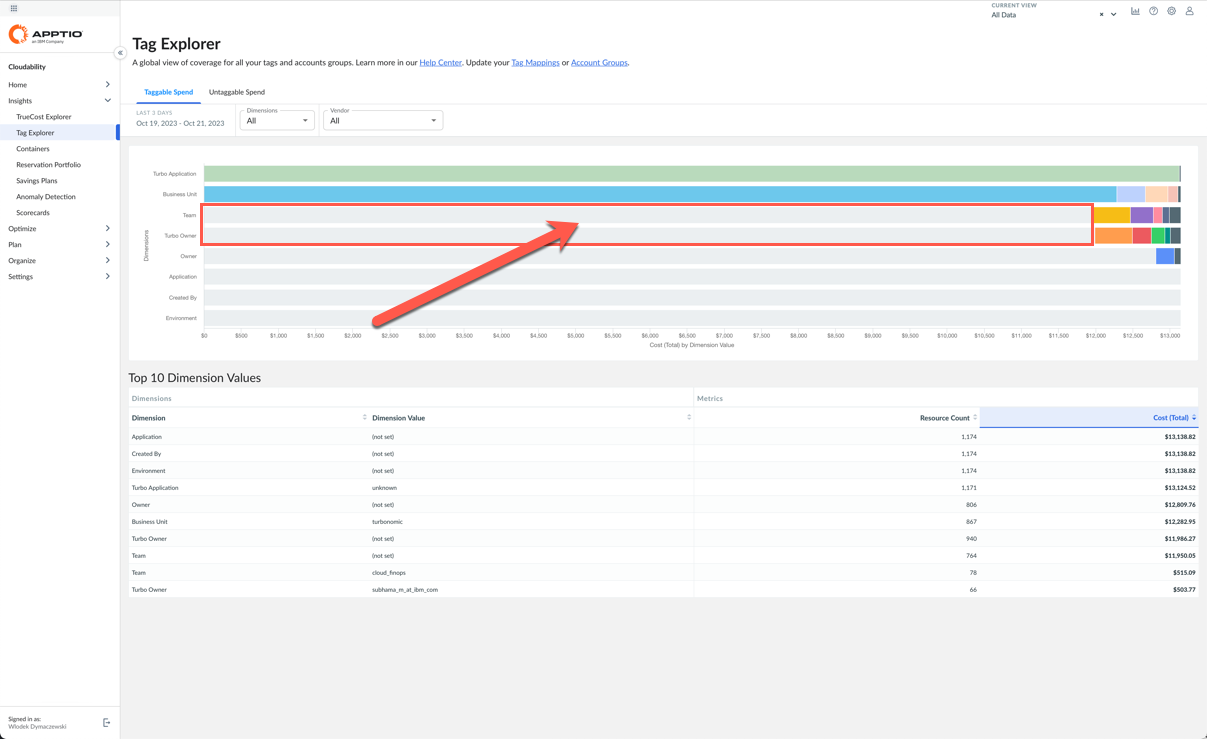 CURRENT VIEW
All Data
APPTIO
an IBM Company
Cloudability
Home
Insights
TrueCost Explorer
Tag Explorer
Containers
Reservation Portfolio
Savings Plans
Anomaly Detection
Scorecards
Optimize
Plan
Organize
Settings
Signed in as:
Wlodek Dymaczewski
Tag Explorer
A global view of coverage for all your tags and accounts groups. Learn more in our Help Center. Update your Tag Mappings or Account Groups.
Taggable Spend Untaggable Spend
LAST 3 DAYS
Oct 19, 2023 - Oct 21, 2023
Dimensions
All
Vendor
All
Dimensions
Turbo Application
Business Unit
Team
Turbo Owner
Owner
Application
Created By
Environment
$0 $500 $1,000 $1,500 $2,000 $2,500 $3,000 $3,500 $4,000 $4,500 $5,000 $5,500 $6,000 $6,500 $7,000 $7,500 $8,000 $8,500 $9,000 $9,500 $10,000 $10,500 $11,000 $11,500 $12,000 $12,500 $13,000
Cost (Total) by Dimension Value
Top 10 Dimension Values
Dimensions Metrics
Dimension Dimension Value Resource Count Cost (Total)
Application (not set) 1,174 $13,138.82
Created By (not set) 1,174 $13,138.82
Environment (not set) 1,174 $13,138.82
Turbo Application unknown 1,171 $13,124.52
Owner (not set) 806 $12,809.76
Business Unit turbonomic 867 $12,282.95
Turbo Owner (not set) 940 $11,986.27
Team (not set) 764 $11,950.05
Team cloud_finops 78 $515.09
Turbo Owner subhama_m_at_ibm_com 66 $503.77